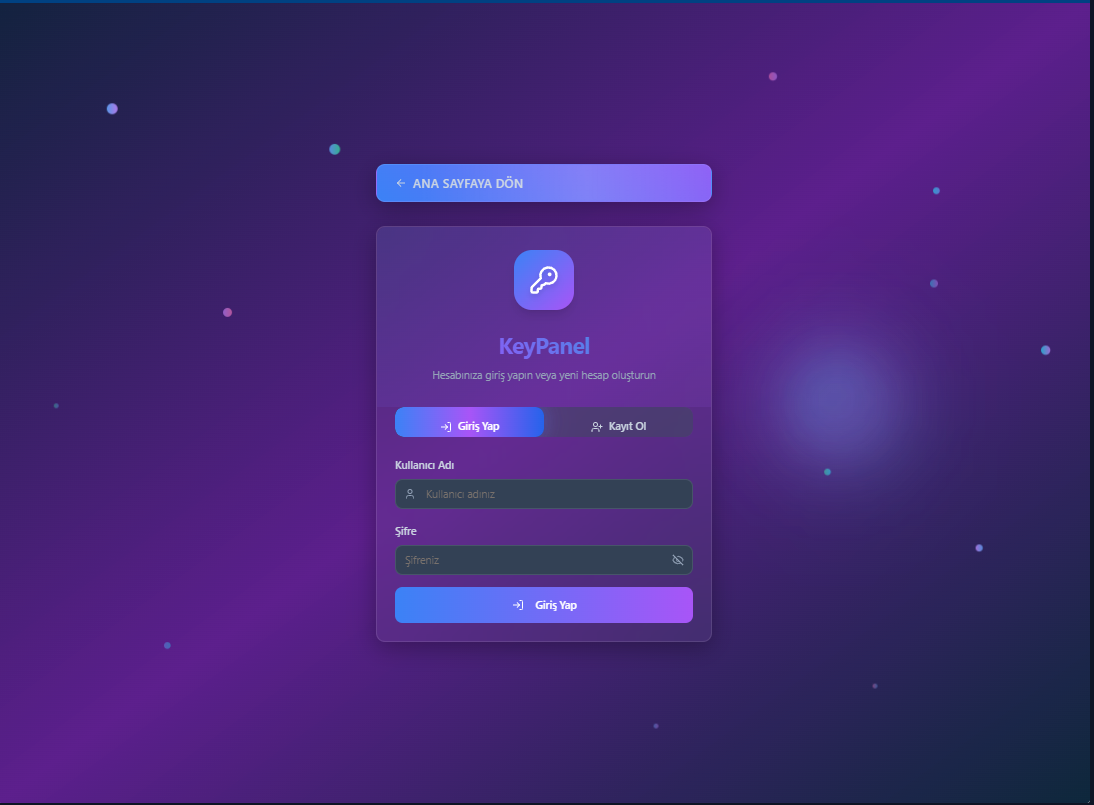 ANA SAYFAYA DÖN
KeyPanel
Hesabınıza giriş yapın veya yeni hesap oluşturun
Giriş Yap
Kayıt Ol
Kullanıcı Adı
Kullanıcı adınız
Şifre
Şifreniz
Giriş Yap